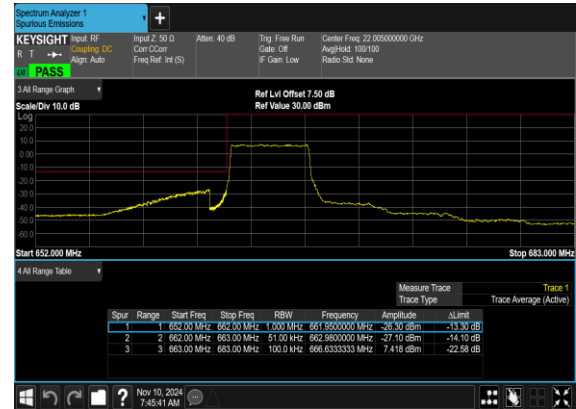 Spectrum Analyzer 1
Spurious Emissions
+
KEYSIGHT Input: RF Input Z: 50 Ω Atten: 40 dB Trig: Free Run Center Freq: 22.005000000 GHz
R T Coupling: DC Corr CCorr Gate: Off Avg|Hold: 100/100
Align: Auto Freq Ref: Int (S) IF Gain: Low Radio Std: None
PASS
3 All Range Graph
Ref Lvl Offset 7.50 dB
Scale/Div 10.0 dB Ref Value 30.00 dBm
Log
20.0
10.0
0.00
-10.0
-20.0
-30.0
-40.0
-50.0
-60.0
Start 652.000 MHz Stop 683.000 MHz
4 All Range Table
Measure Trace Trace 1
Trace Type Trace Average (Active)
Spur Range Start Freq Stop Freq RBW Frequency Amplitude ΔLimit
1 1 652.00 MHz 662.00 MHz 1.000 MHz 661.9500000 MHz -26.30 dBm -13.30 dB
2 2 662.00 MHz 663.00 MHz 51.00 kHz 662.9800000 MHz -27.10 dBm -14.10 dB
3 3 663.00 MHz 683.00 MHz 100.0 kHz 666.6333333 MHz 7.418 dBm -22.58 dB
? Nov 10, 2024
7:45:41 AM